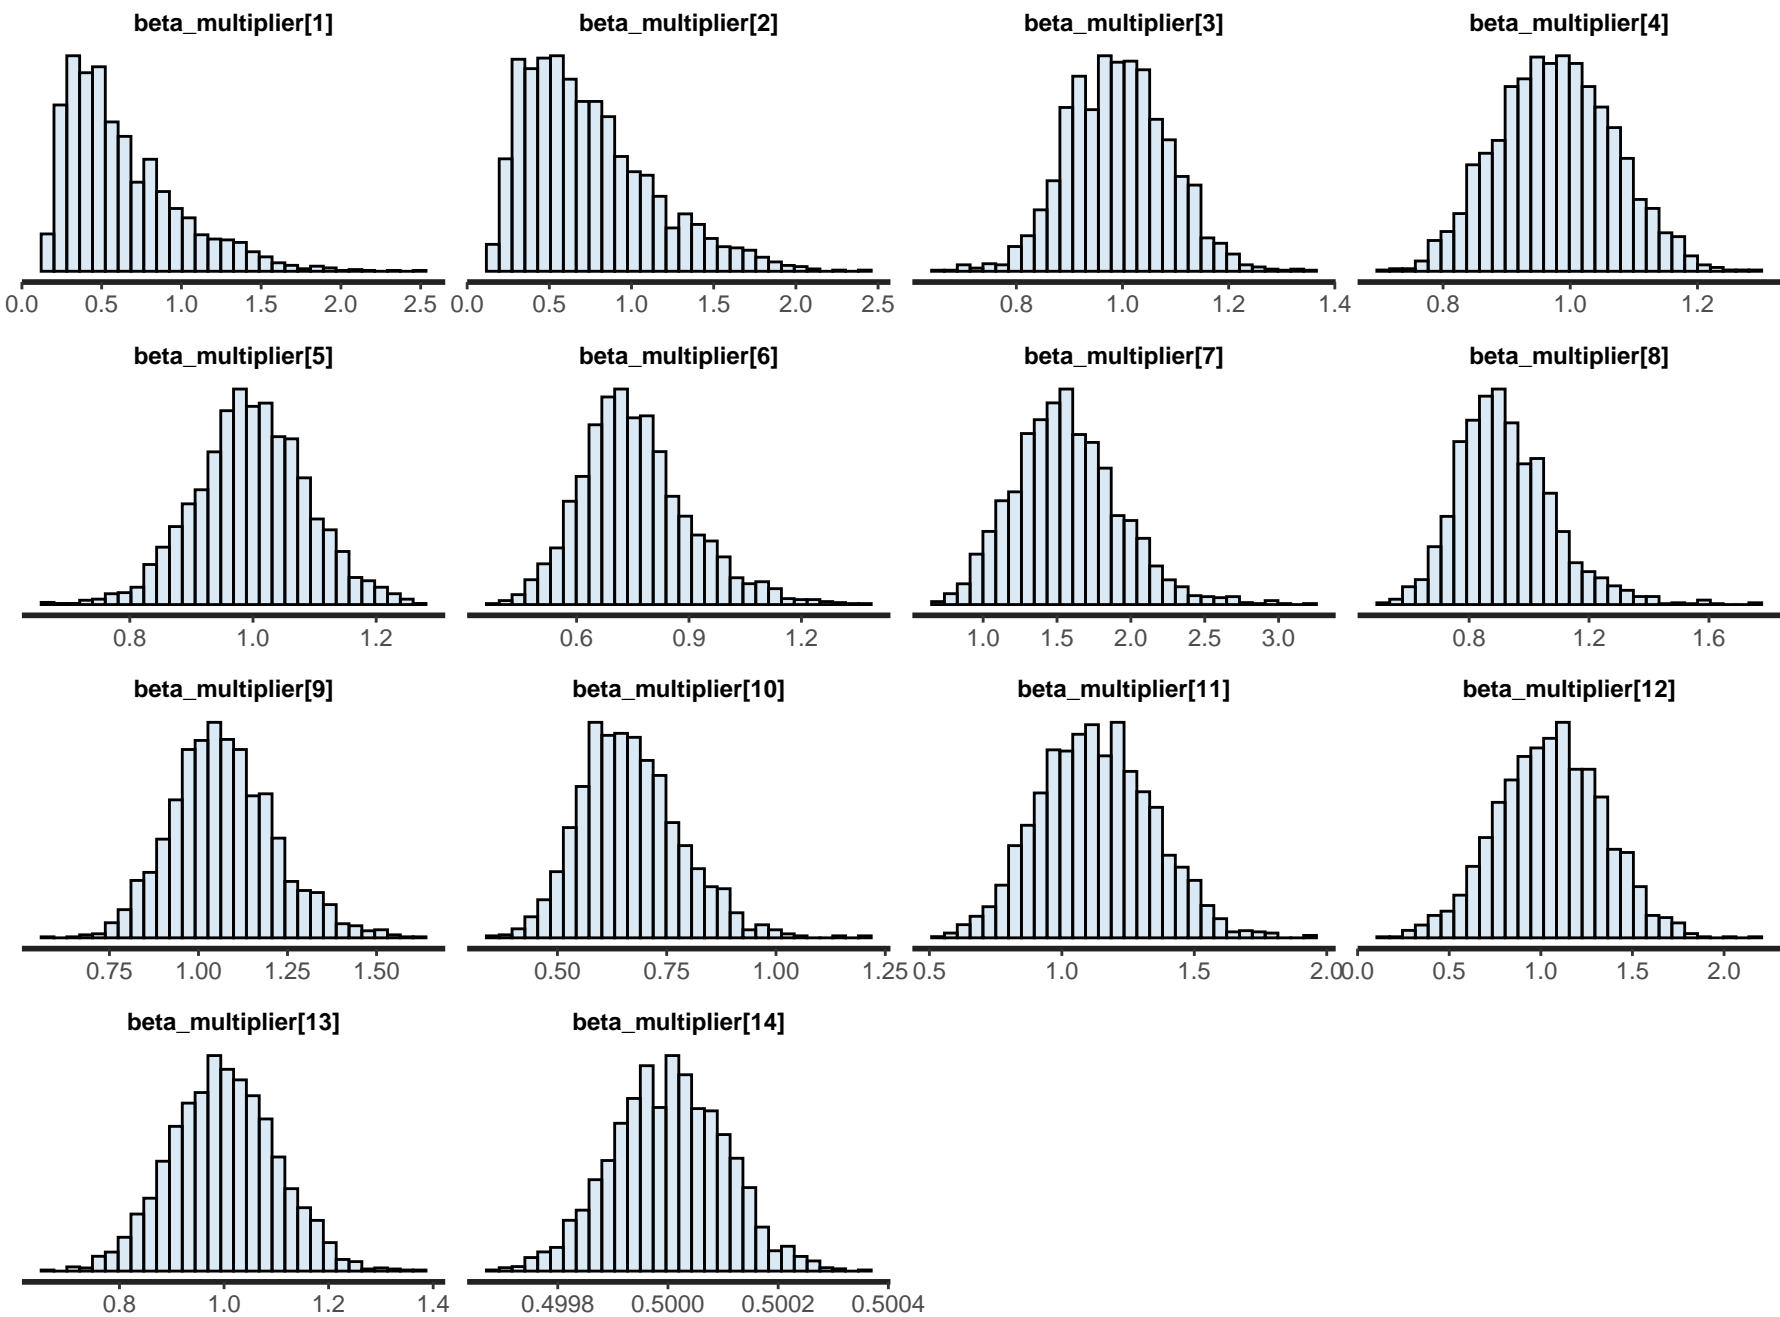 beta_multiplier[1] beta_multiplier[2] beta_multiplier[3] beta_multiplier[4]
0.0 0.5 1.0 1.5 2.0 2.5 0.0 0.5 1.0 1.5 2.0 2.5 0.8 1.0 1.2 1.4 0.8 1.0 1.2
beta_multiplier[5] beta_multiplier[6] beta_multiplier[7] beta_multiplier[8]
0.8 1.0 1.2 0.6 0.9 1.2 1.0 1.5 2.0 2.5 3.0 0.8 1.2 1.6
beta_multiplier[9] beta_multiplier[10] beta_multiplier[11] beta_multiplier[12]
0.75 1.00 1.25 1.50 0.50 0.75 1.00 1.25 0.5 1.0 1.5 2.0 0.0 0.5 1.0 1.5 2.0
beta_multiplier[13] beta_multiplier[14]
0.8 1.0 1.2 1.4 0.4998 0.5000 0.5002 0.5004